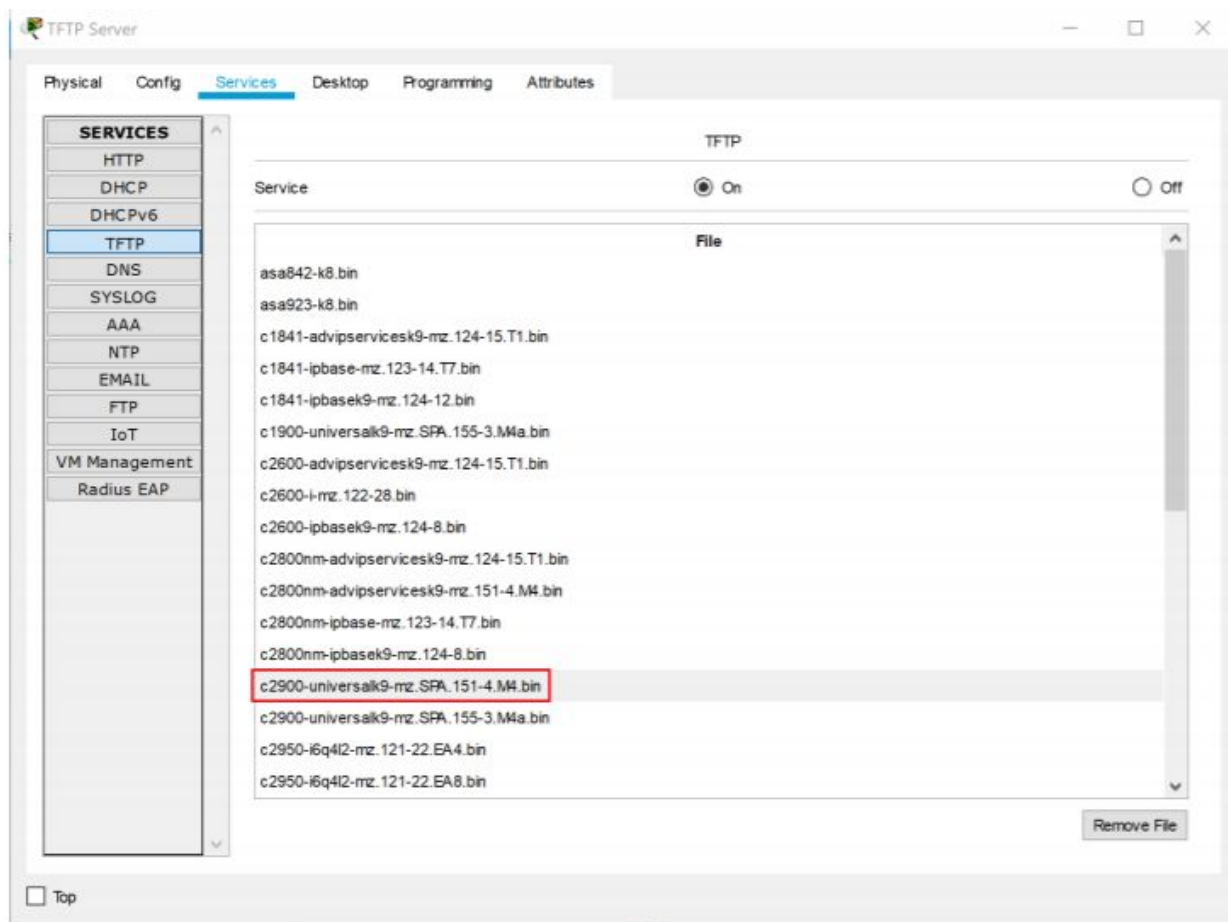 TFTP Server
Physical Config Services Desktop Programming Attributes
SERVICES
HTTP
DHCP
DHCPv6
TFTP
DNS
SYSLOG
AAA
NTP
EMAIL
FTP
IoT
VM Management
Radius EAP
TFTP
Service On Off
File
asa842-k8.bin
asa923-k8.bin
c1841-advipservicesk9-mz.124-15.T1.bin
c1841-ipbase-mz.123-14.T7.bin
c1841-ipbasek9-mz.124-12.bin
c1900-universalk9-mz.SPA.155-3.M4a.bin
c2600-advipservicesk9-mz.124-15.T1.bin
c2600-i-mz.122-28.bin
c2600-ipbasek9-mz.124-8.bin
c2800nm-advipservicesk9-mz.124-15.T1.bin
c2800nm-advipservicesk9-mz.151-4.M4.bin
c2800nm-ipbase-mz.123-14.T7.bin
c2800nm-ipbasek9-mz.124-8.bin
c2900-universalk9-mz.SPA.151-4.M4.bin
c2900-universalk9-mz.SPA.155-3.M4a.bin
c2950-i6q4l2-mz.121-22.EA4.bin
c2950-i6q4l2-mz.121-22.EA8.bin
Remove File
Top